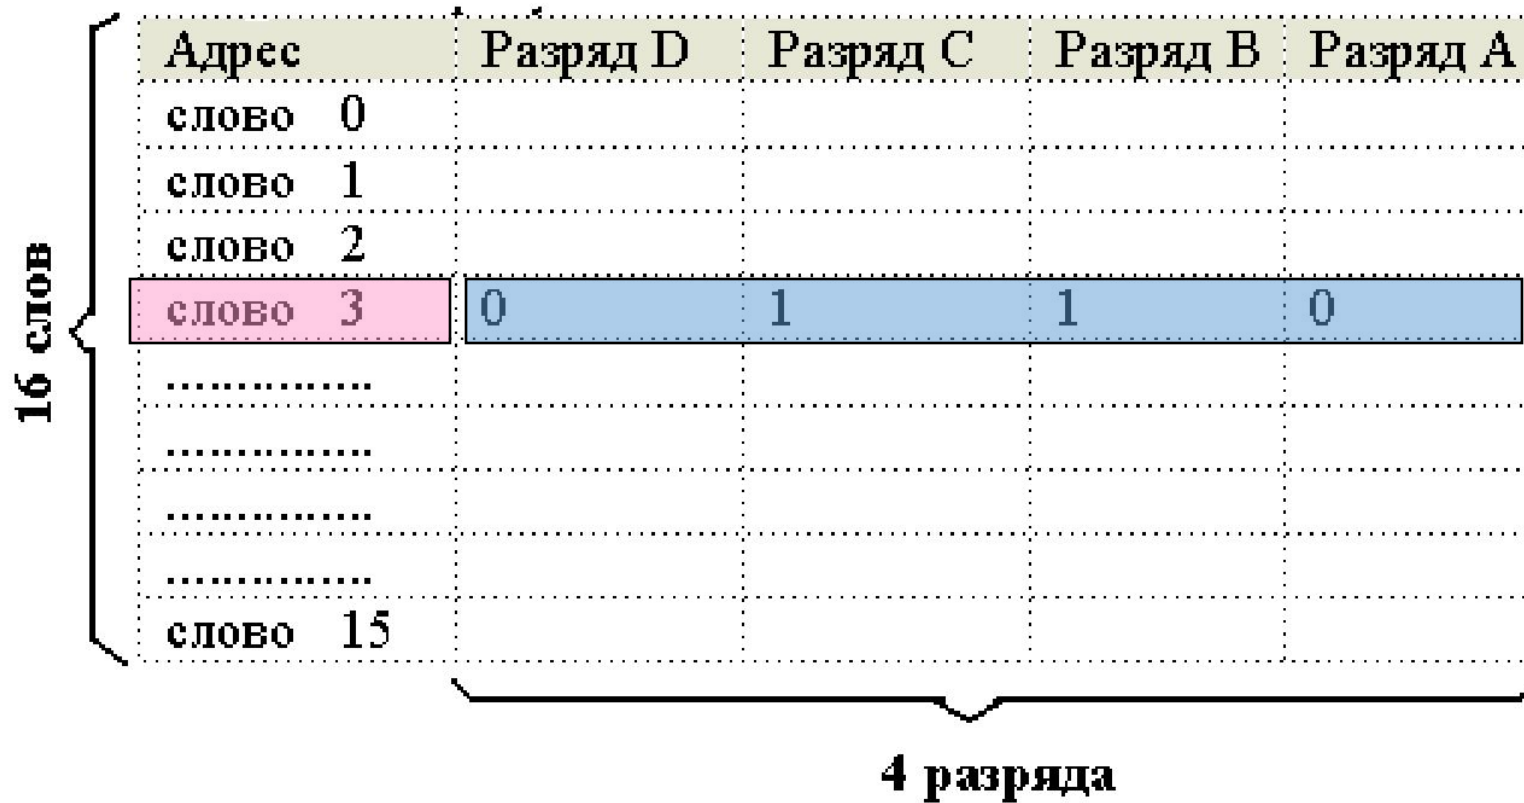 Адрес Разряд D Разряд C Разряд B Разряд A
слово 0
слово 1
слово 2
слово 3 0 1 1 0
...............
...............
...............
...............
слово 15
16 слов
4 разряда